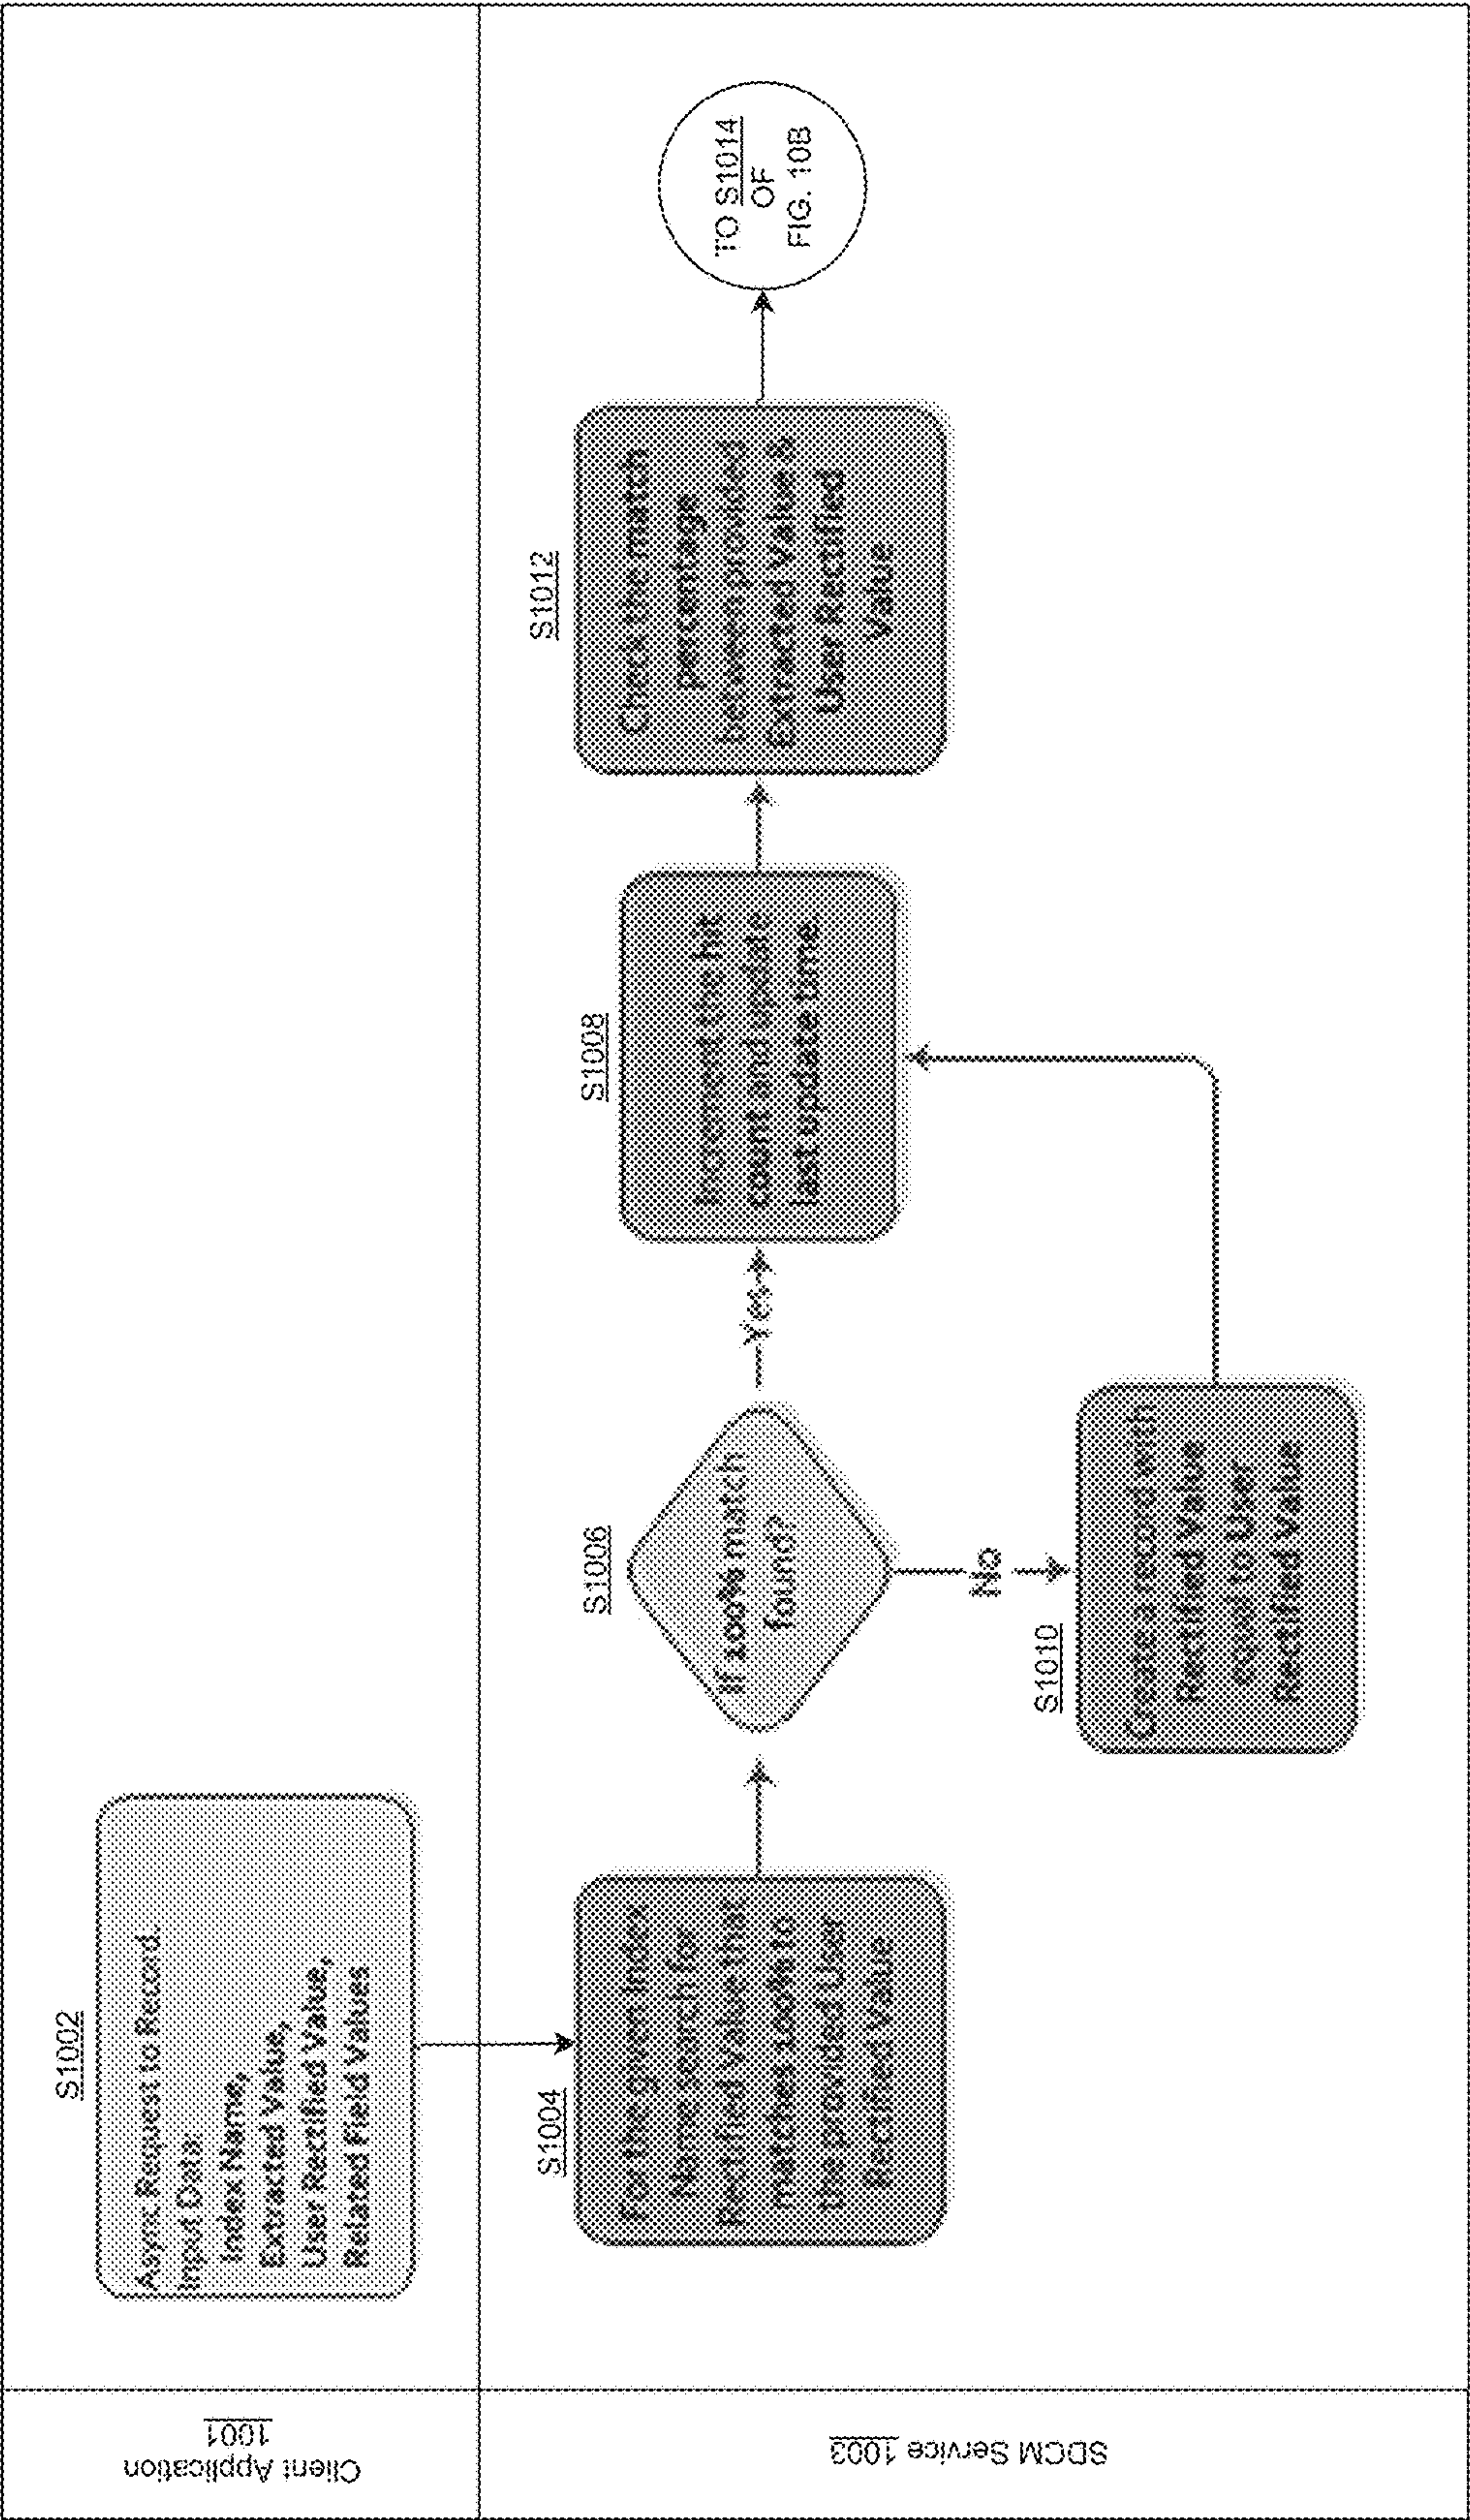 Client Application
1001
S1002
Async Request to Record.
Input Data:
Index Name,
Extracted Value,
User Rectified Value,
Related Field Values
SDCM Service 1003
S1004
For the given Index
Name search for
Rectified Value that
matches 100% to
the provided User
Rectified Value
S1006
If 100% match
found?
Yes
No
S1010
Create a record with
Rectified Value
equal to User
Rectified Value
S1008
Increment the hit
count and update
last update time.
S1012
Check the match
percentage
between provided
Extracted Value &
User Rectified
Value
TO S1014
OF
FIG. 10B